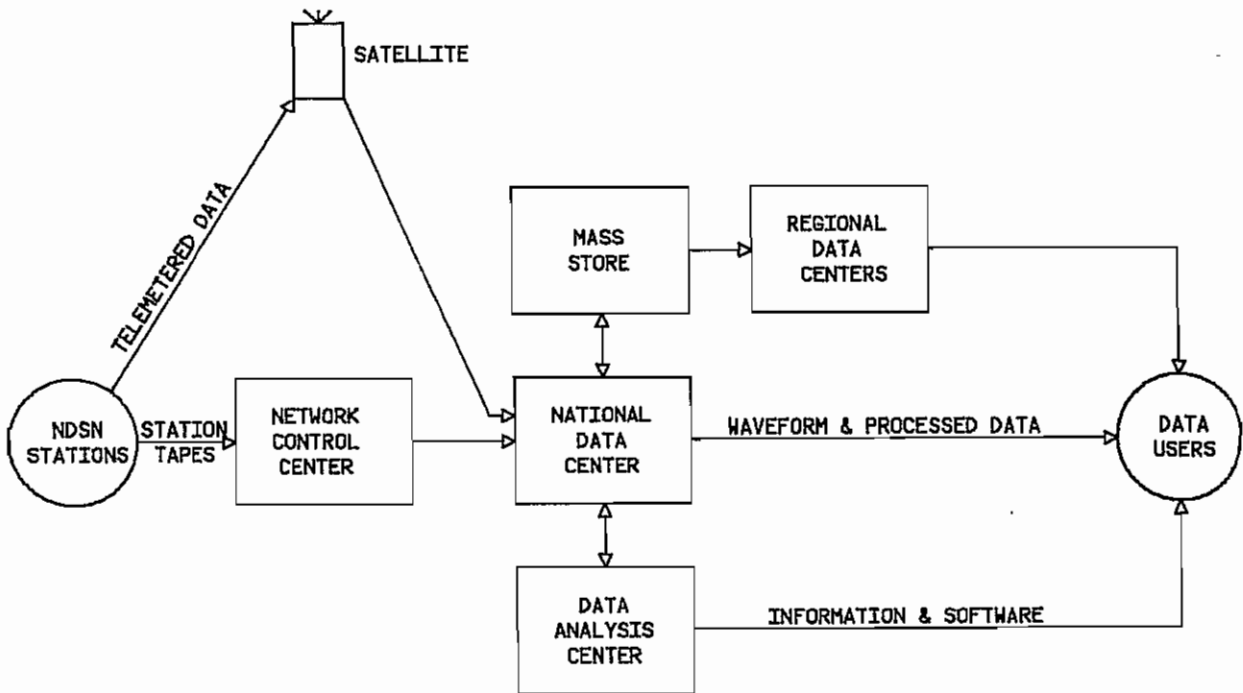 SATELLITE
TELEMETERED DATA
MASS
STORE
REGIONAL
DATA
CENTERS
NDSN
STATIONS
STATION
TAPES
NETWORK
CONTROL
CENTER
NATIONAL
DATA
CENTER
WAVEFORM & PROCESSED DATA
DATA
USERS
DATA
ANALYSIS
CENTER
INFORMATION & SOFTWARE